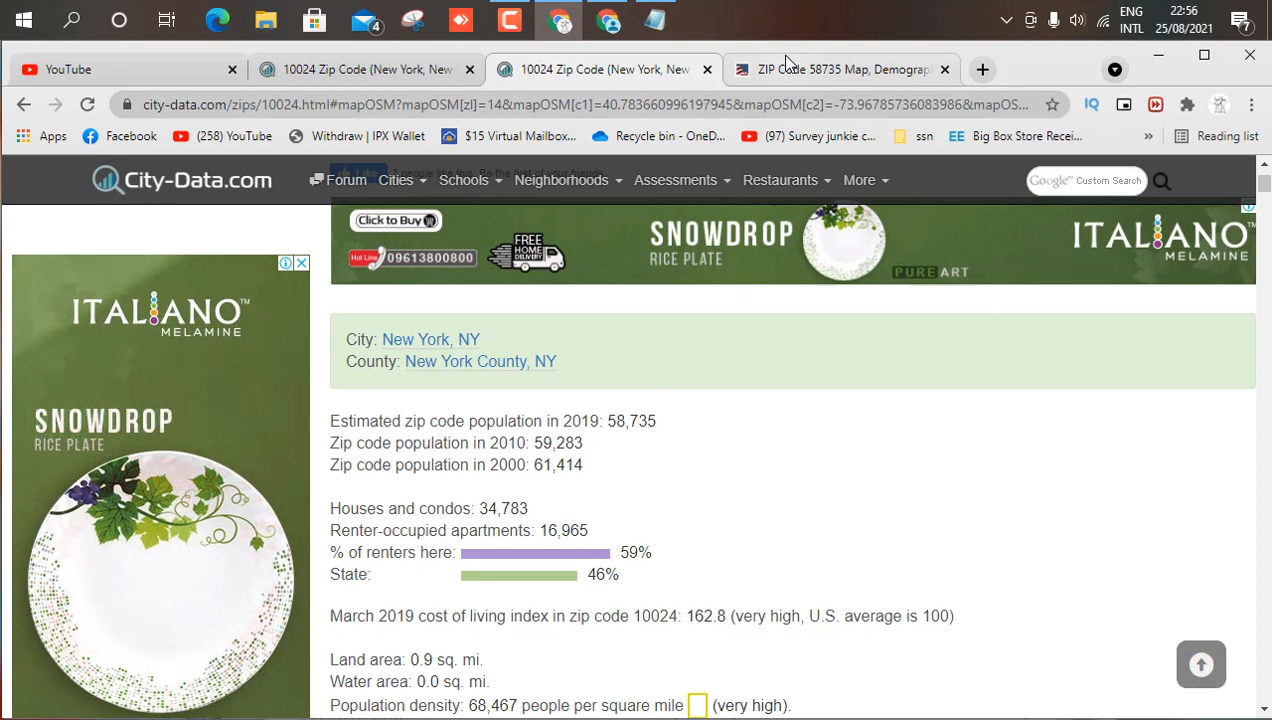 4
ENG
INTL
22:56
25/08/2021
7
YouTube
10024 Zip Code (New York, New
10024 Zip Code (New York, New
ZIP Code 58735 Map, Demograp
city-data.com/zips/10024.html#mapOSM?mapOSM[zl]=14&mapOSM[c1]=40.783660996197945&mapOSM[c2]=-73.96785736083986&mapOS...
IQ
Apps
Facebook
(258) YouTube
Withdraw | IPX Wallet
$15 Virtual Mailbox...
Recycle bin - OneD...
(97) Survey junkie c...
ssn
EE Big Box Store Recei...
»
Reading list
City-Data.com
Forum
Cities
Schools
Neighborhoods
Assessments
Restaurants
More
Google™ Custom Search
Click to Buy
Hot Line 09613800800
FREE
HOME
DELIVERY
SNOWDROP
RICE PLATE
PURE ART
ITALIANO™
MELAMINE
ITALIANO™
MELAMINE
SNOWDROP
RICE PLATE
City: New York, NY
County: New York County, NY
Estimated zip code population in 2019: 58,735
Zip code population in 2010: 59,283
Zip code population in 2000: 61,414
Houses and condos: 34,783
Renter-occupied apartments: 16,965
% of renters here: 59%
State: 46%
March 2019 cost of living index in zip code 10024: 162.8 (very high, U.S. average is 100)
Land area: 0.9 sq. mi.
Water area: 0.0 sq. mi.
Population density: 68,467 people per square mile (very high).